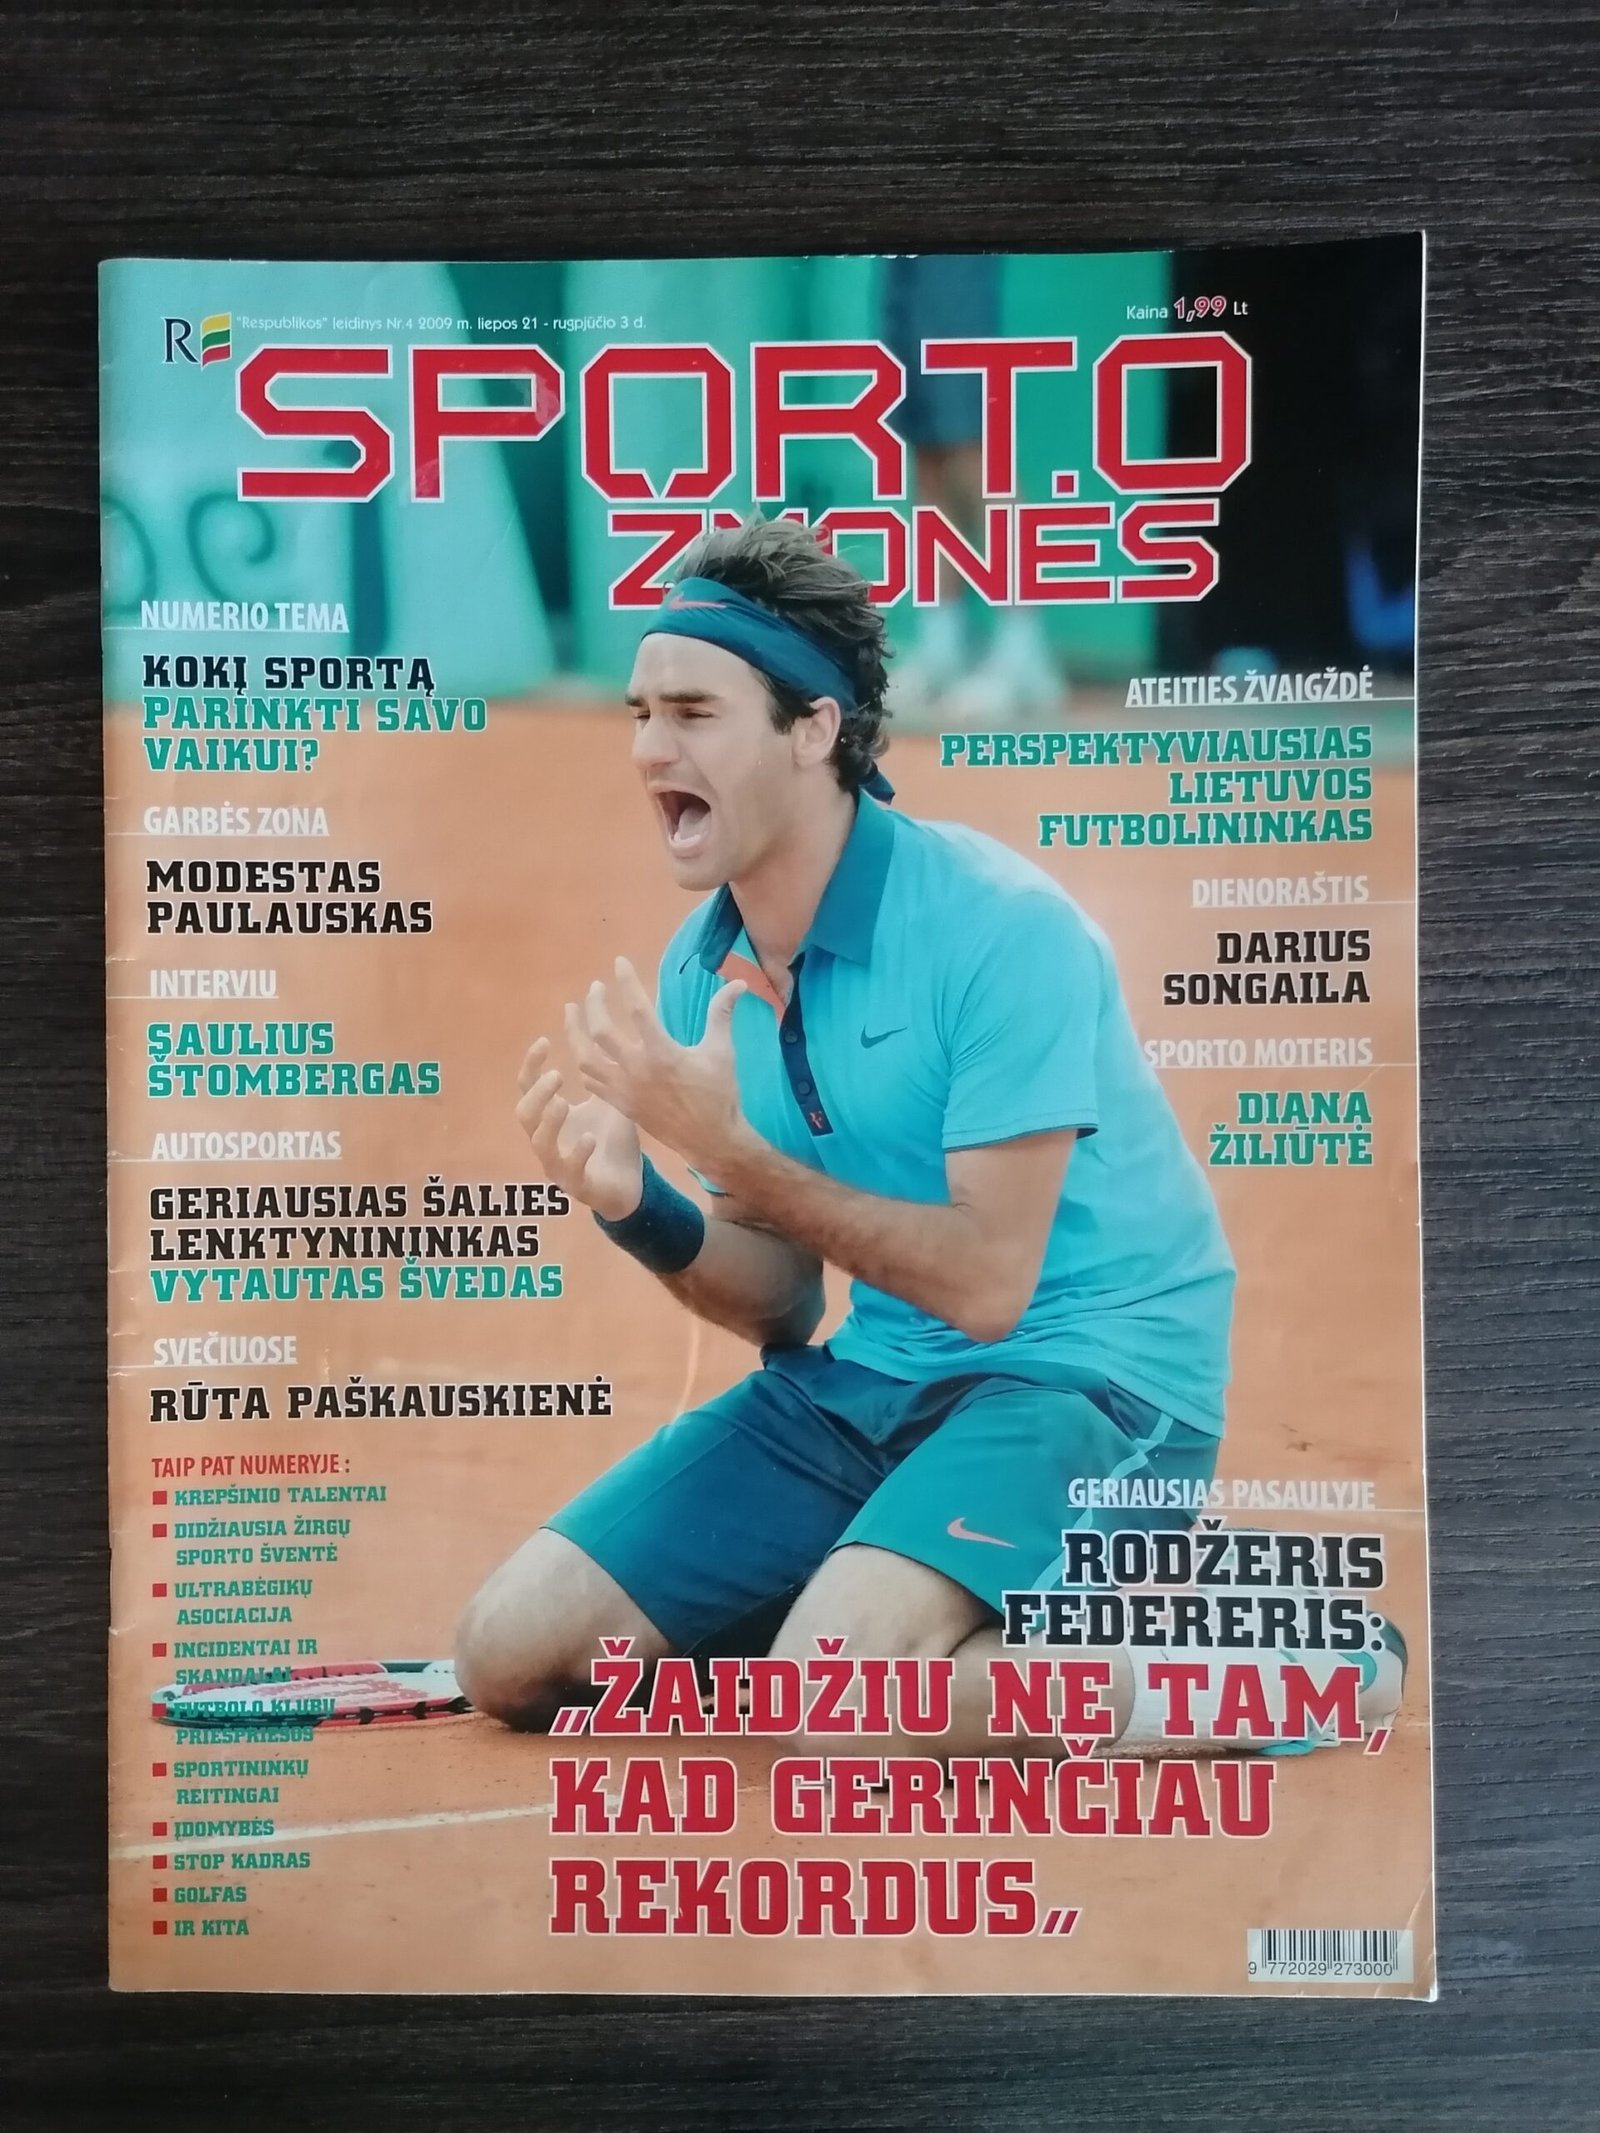 R "Respublikos" leidinys Nr.4 2009 m. liepos 21 - rugpjūčio 3 d.
Kaina 1,99 Lt
SPORTO
ŽMONĖS
NUMERIO TEMA
KOKĮ SPORTĄ
PARINKTI SAVO
VAIKUI?
GARBĖS ZONA
MODESTAS
PAULAUSKAS
INTERVIU
SAULIUS
ŠTOMBERGAS
AUTOSPORTAS
GERIAUSIAS ŠALIES
LENKTYNININKAS
VYTAUTAS ŠVEDAS
SVEČIUOSE
RŪTA PAŠKAUSKIENĖ
TAIP PAT NUMERYJE:
KREPŠINIO TALENTAI
DIDŽIAUSIA ŽIRGŲ
SPORTO ŠVENTĖ
ULTRABĖGIKŲ
ASOCIACIJA
INCIDENTAI IR
SKANDALAI
FUTBOLO KLUBŲ
PRIEŠPRIEŠOS
SPORTININKŲ
REITINGAI
ĮDOMYBĖS
STOP KADRAS
GOLFAS
IR KITA
ATEITIES ŽVAIGŽDĖ
PERSPEKTYVIAUSIAS
LIETUVOS
FUTBOLININKAS
DIENORAŠTIS
DARIUS
SONGAILA
SPORTO MOTERIS
DIANA
ŽILIŪTĖ
GERIAUSIAS PASAULYJE
RODŽERIS
FEDERERIS:
„ŽAIDŽIU NE TAM,
KAD GERINČIAU
REKORDUS„
9 772029 273000